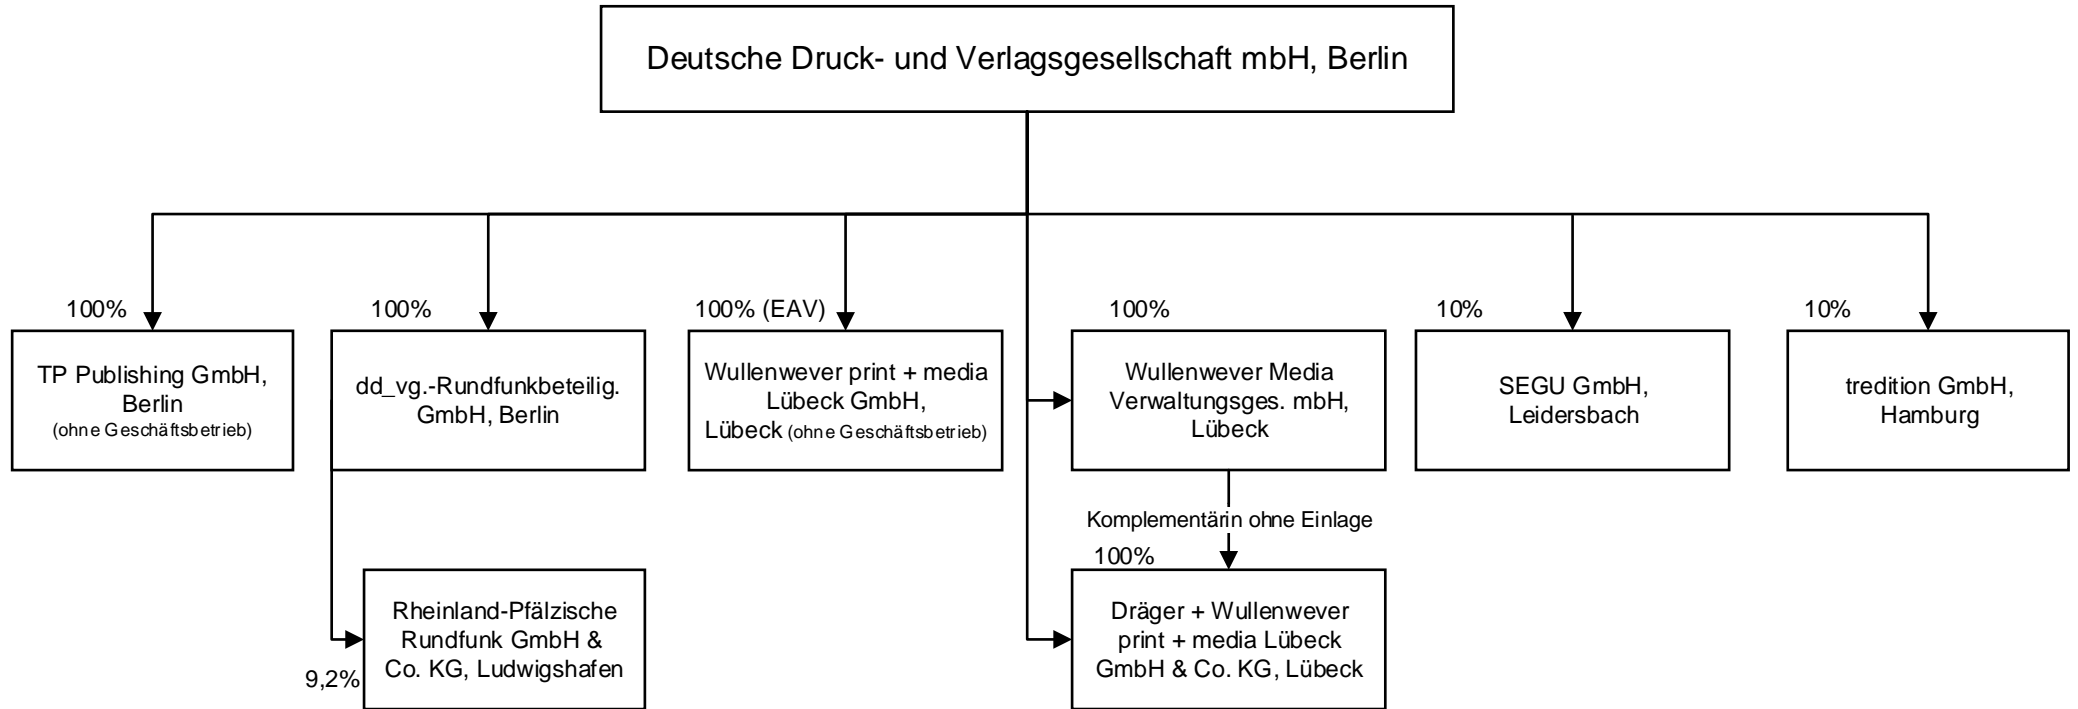 Deutsche Druck- und Verlagsgesellschaft mbH, Berlin
100%
TP Publishing GmbH,
Berlin
(ohne Geschäftsbetrieb)
100%
dd_vg.-Rundfunkbeteilig.
GmbH, Berlin
100% (EAV)
Wullenwever print + media
Lübeck GmbH,
Lübeck (ohne Geschäftsbetrieb)
100%
Wullenwever Media
Verwaltungsges. mbH,
Lübeck
10%
SEGU GmbH,
Leidersbach
10%
tredition GmbH,
Hamburg
Komplementärin ohne Einlage
9,2%
Rheinland-Pfälzische
Rundfunk GmbH &
Co. KG, Ludwigshafen
100%
Dräger + Wullenwever
print + media Lübeck
GmbH & Co. KG, Lübeck